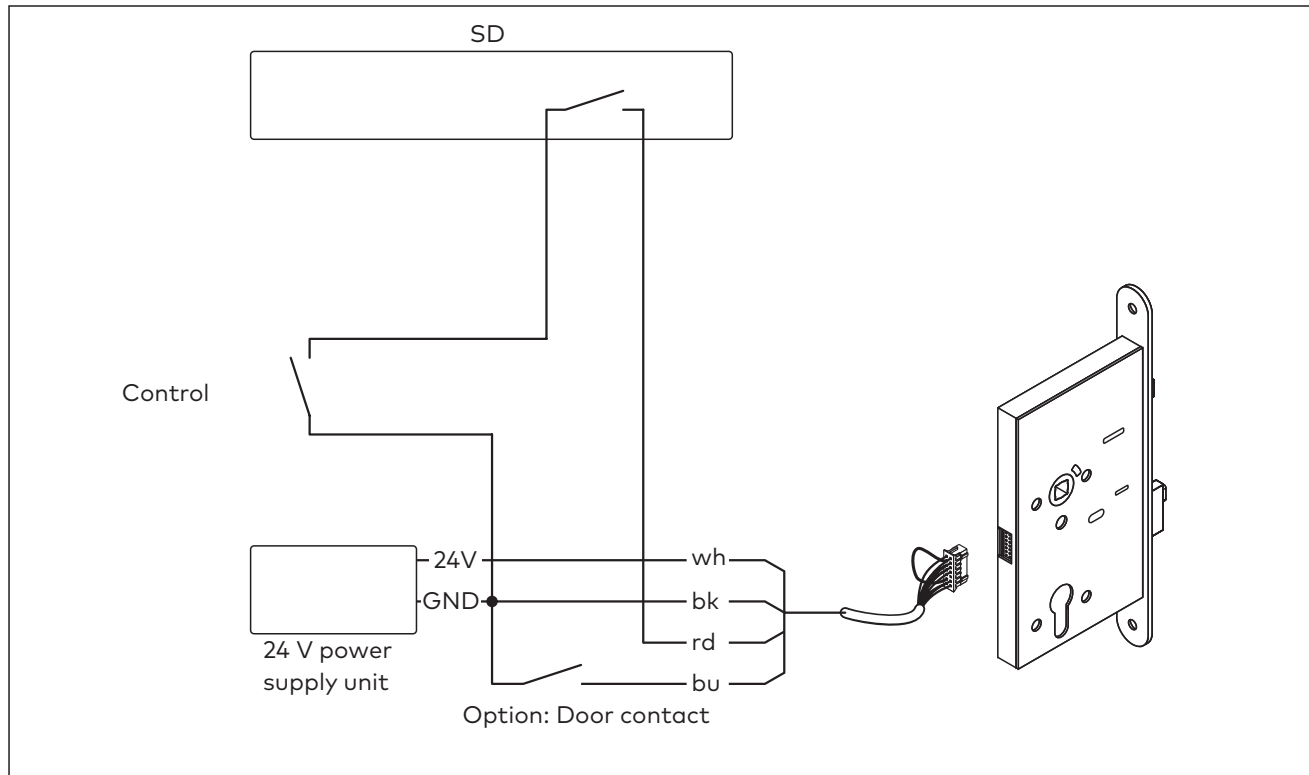 SD
Control
24V
wh
GND
bk
24 V power
supply unit
rd
bu
Option: Door contact